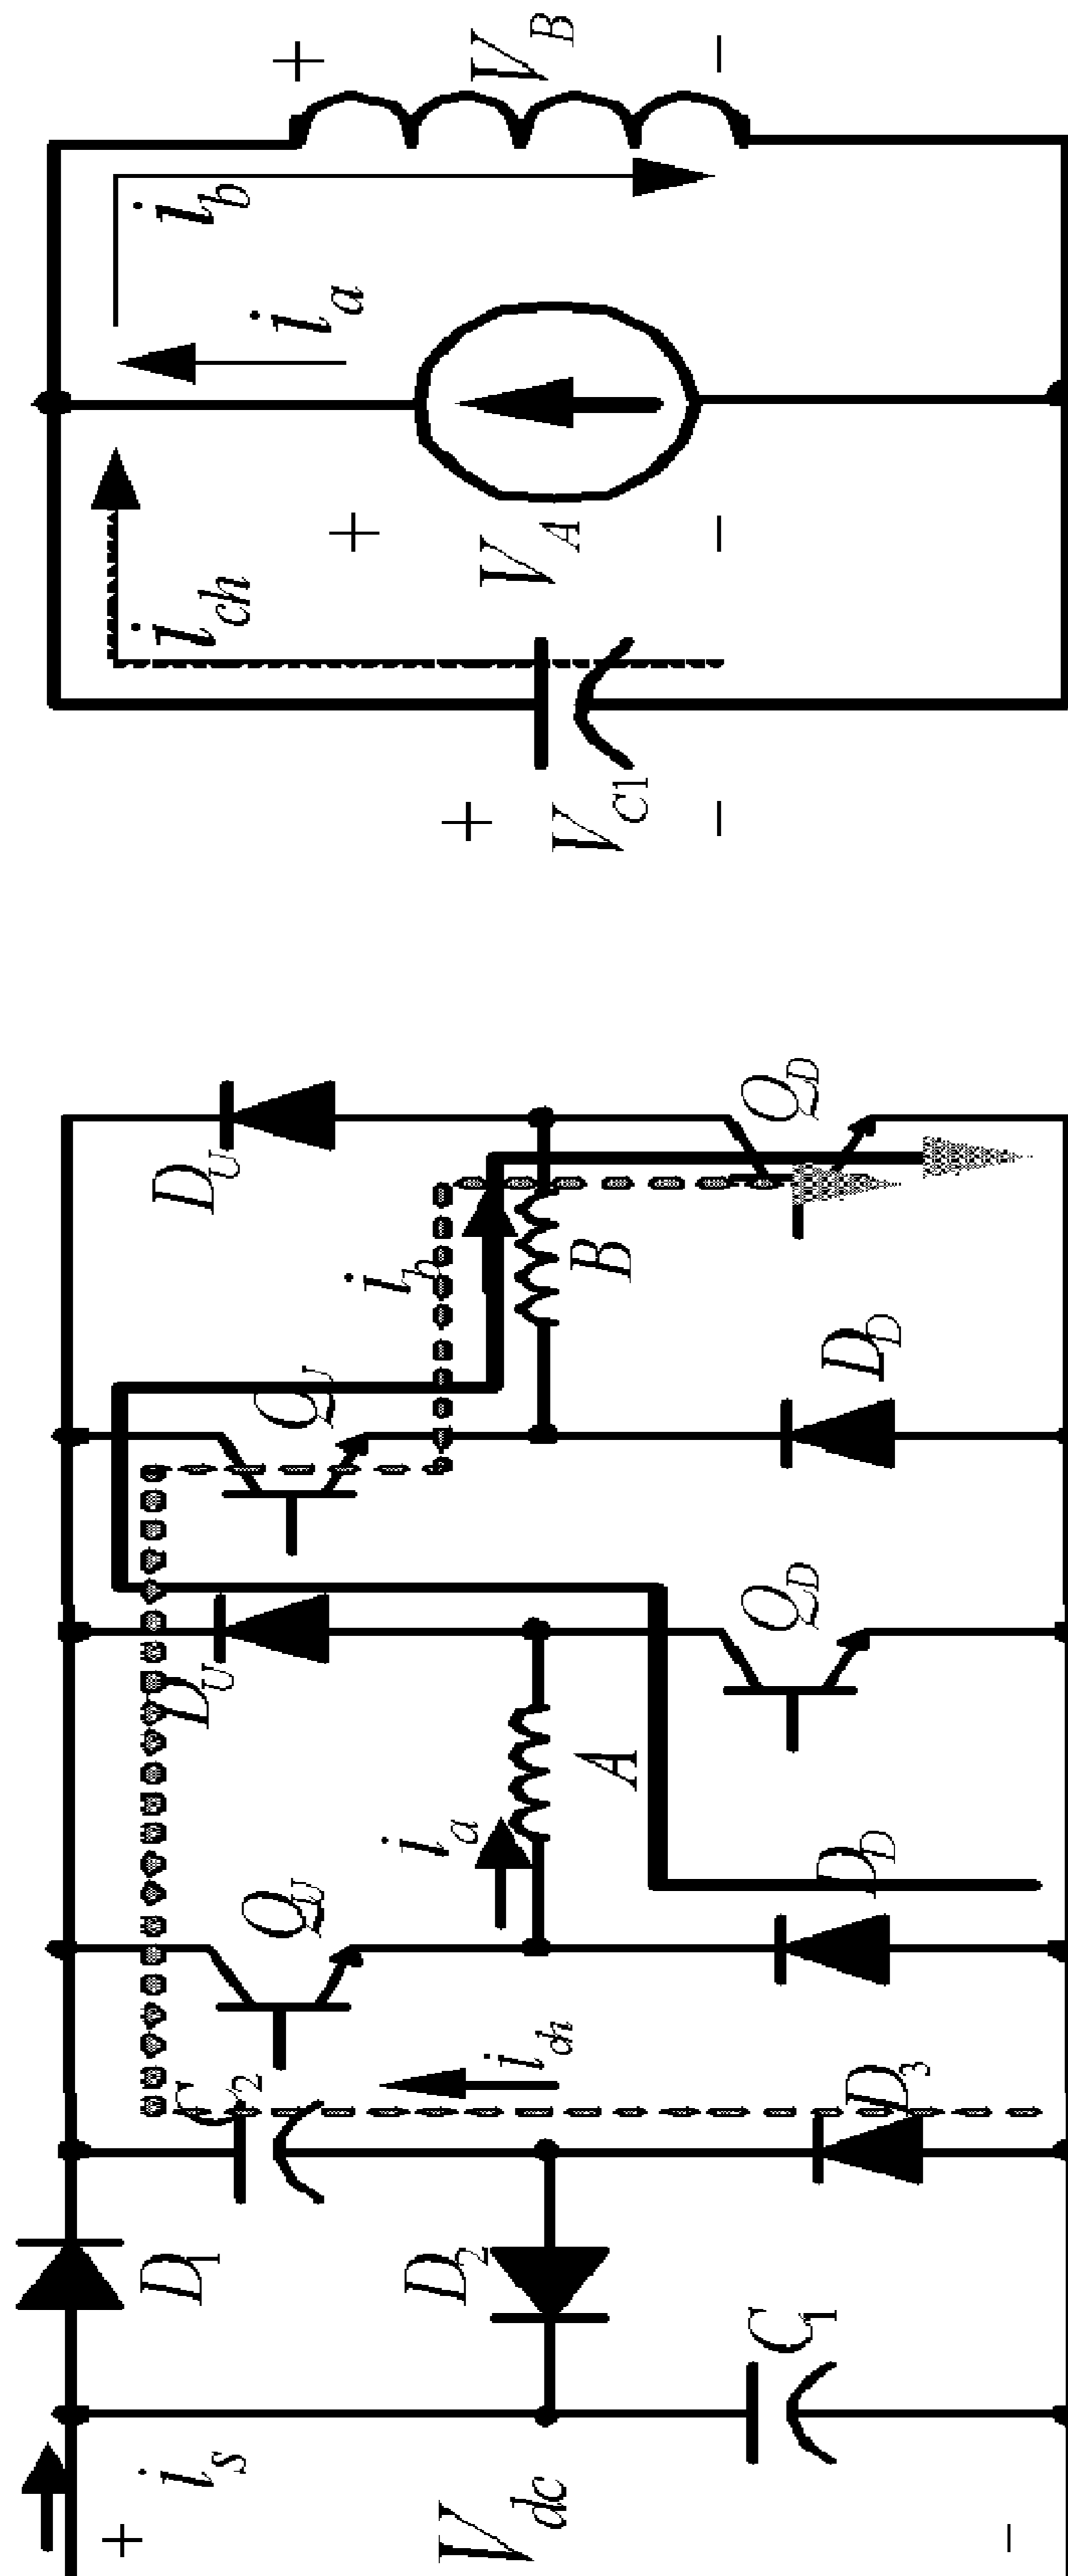 i_s
+
V_dc
−
D_1
D_2
C_1
C_2
D_3
i_ch
Q_U
D_D
i_a
A
D_U
Q_D
Q_U
D_D
i_b
B
D_U
Q_D
+
V_C1
−
i_ch
+
V_A
−
i_a
i_b
+
V_B
−